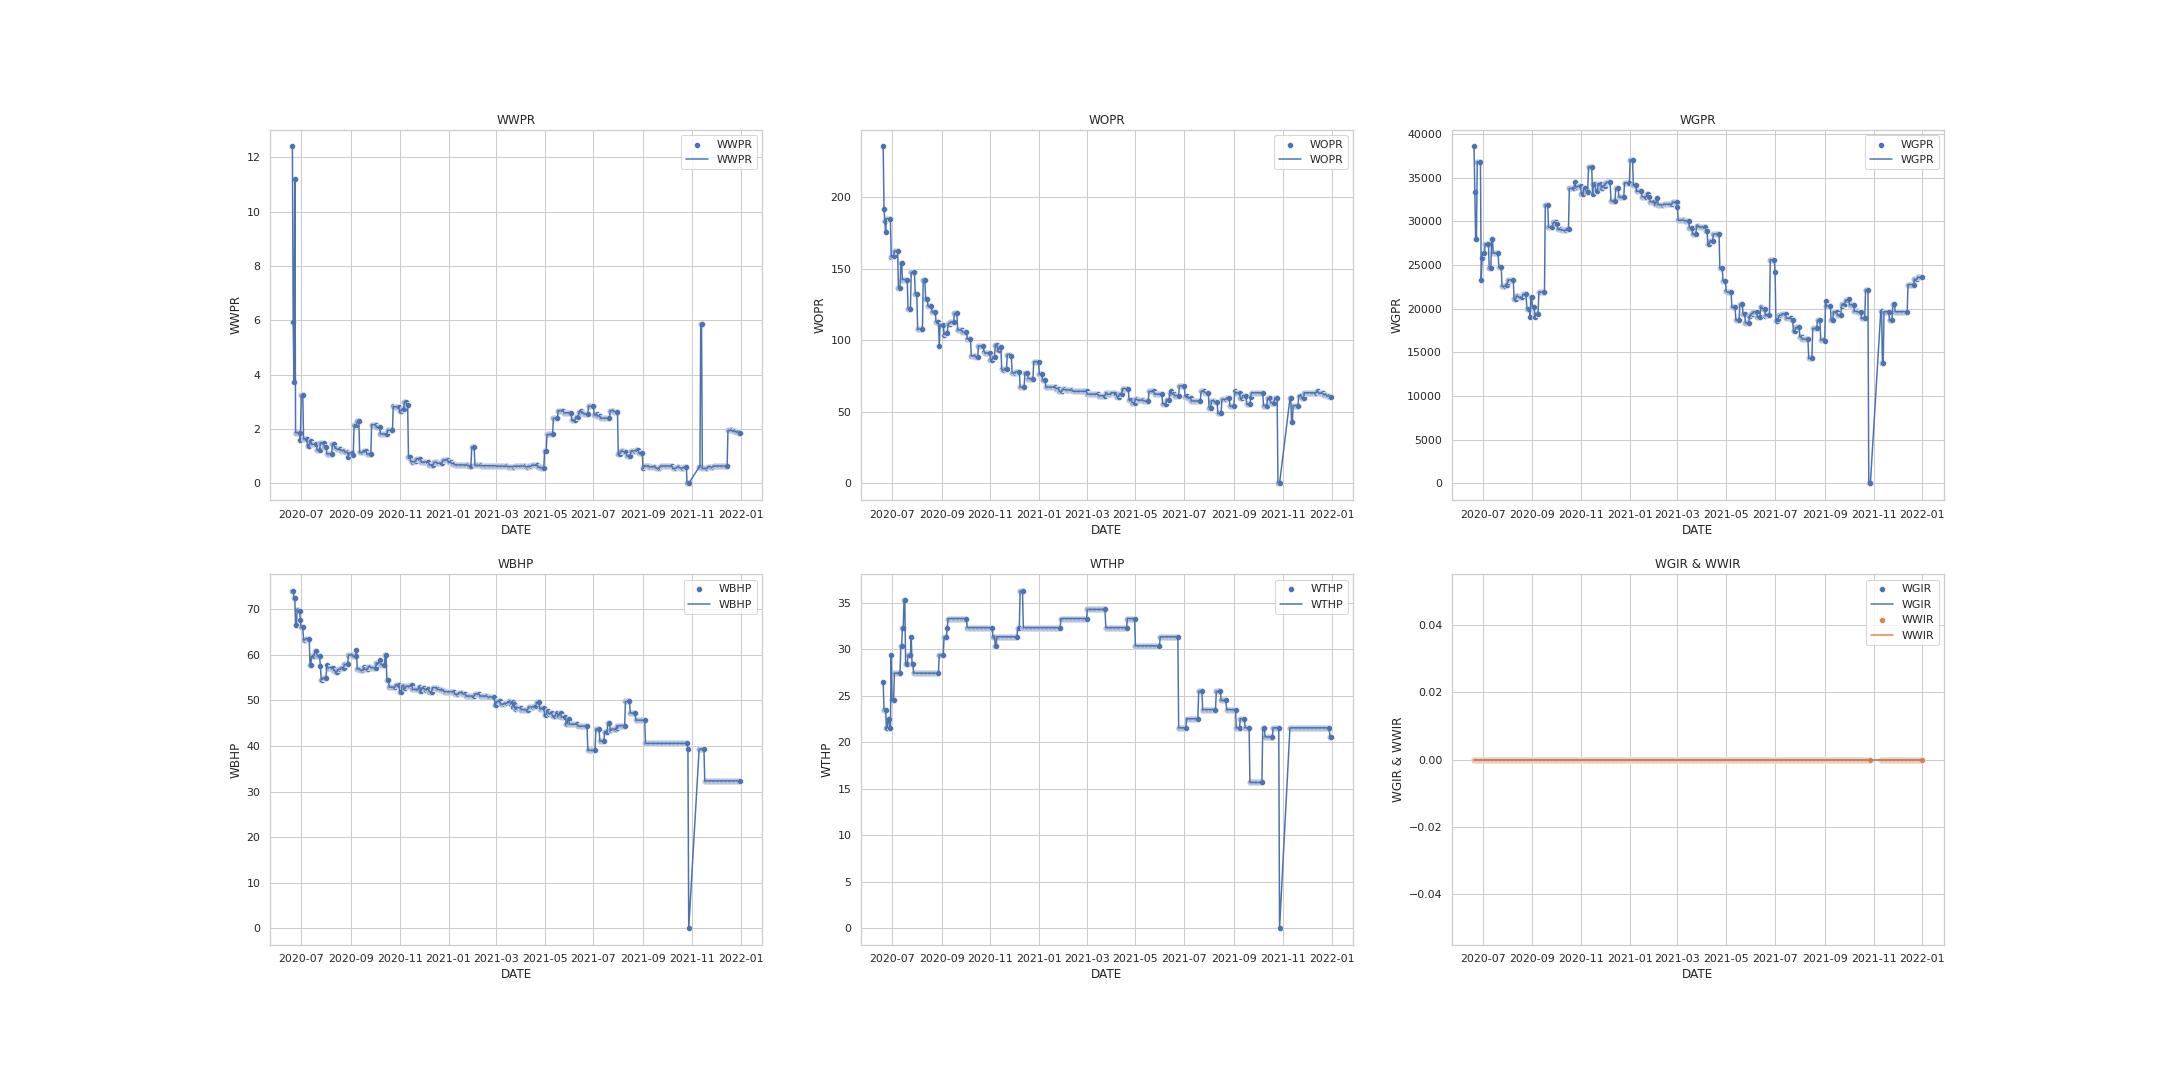 WWPR
WWPR
WWPR
12
10
8
6
4
2
0
WWPR
2020-07 2020-09 2020-11 2021-01 2021-03 2021-05 2021-07 2021-09 2021-11 2022-01
DATE
WOPR
WOPR
WOPR
200
150
100
50
0
WOPR
2020-07 2020-09 2020-11 2021-01 2021-03 2021-05 2021-07 2021-09 2021-11 2022-01
DATE
WGPR
WGPR
WGPR
40000
35000
30000
25000
20000
15000
10000
5000
0
WGPR
2020-07 2020-09 2020-11 2021-01 2021-03 2021-05 2021-07 2021-09 2021-11 2022-01
DATE
WBHP
WBHP
WBHP
70
60
50
40
30
20
10
0
WBHP
2020-07 2020-09 2020-11 2021-01 2021-03 2021-05 2021-07 2021-09 2021-11 2022-01
DATE
WTHP
WTHP
WTHP
35
30
25
20
15
10
5
0
WTHP
2020-07 2020-09 2020-11 2021-01 2021-03 2021-05 2021-07 2021-09 2021-11 2022-01
DATE
WGIR & WWIR
WGIR
WGIR
WWIR
WWIR
0.04
0.02
0.00
−0.02
−0.04
WGIR & WWIR
2020-07 2020-09 2020-11 2021-01 2021-03 2021-05 2021-07 2021-09 2021-11 2022-01
DATE